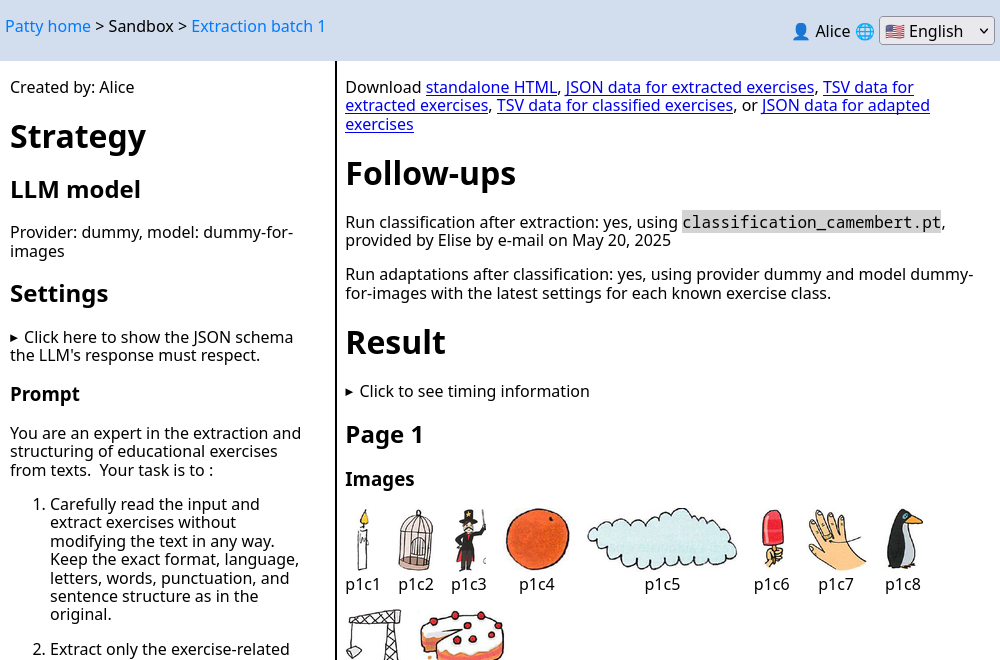 Patty home > Sandbox > Extraction batch 1
Alice English
Created by: Alice
Strategy
LLM model
Provider: dummy, model: dummy-for-
images
Settings
Click here to show the JSON schema
the LLM's response must respect.
Prompt
You are an expert in the extraction and
structuring of educational exercises
from texts. Your task is to :
1. Carefully read the input and
extract exercises without
modifying the text in any way.
Keep the exact format, language,
letters, words, punctuation, and
sentence structure as in the
original.
2. Extract only the exercise-related
Download standalone HTML, JSON data for extracted exercises, TSV data for
extracted exercises, TSV data for classified exercises, or JSON data for adapted
exercises
Follow-ups
Run classification after extraction: yes, using classification_camembert.pt,
provided by Elise by e-mail on May 20, 2025
Run adaptations after classification: yes, using provider dummy and model dummy-
for-images with the latest settings for each known exercise class.
Result
Click to see timing information
Page 1
Images
p1c1 p1c2 p1c3 p1c4 p1c5 p1c6 p1c7 p1c8